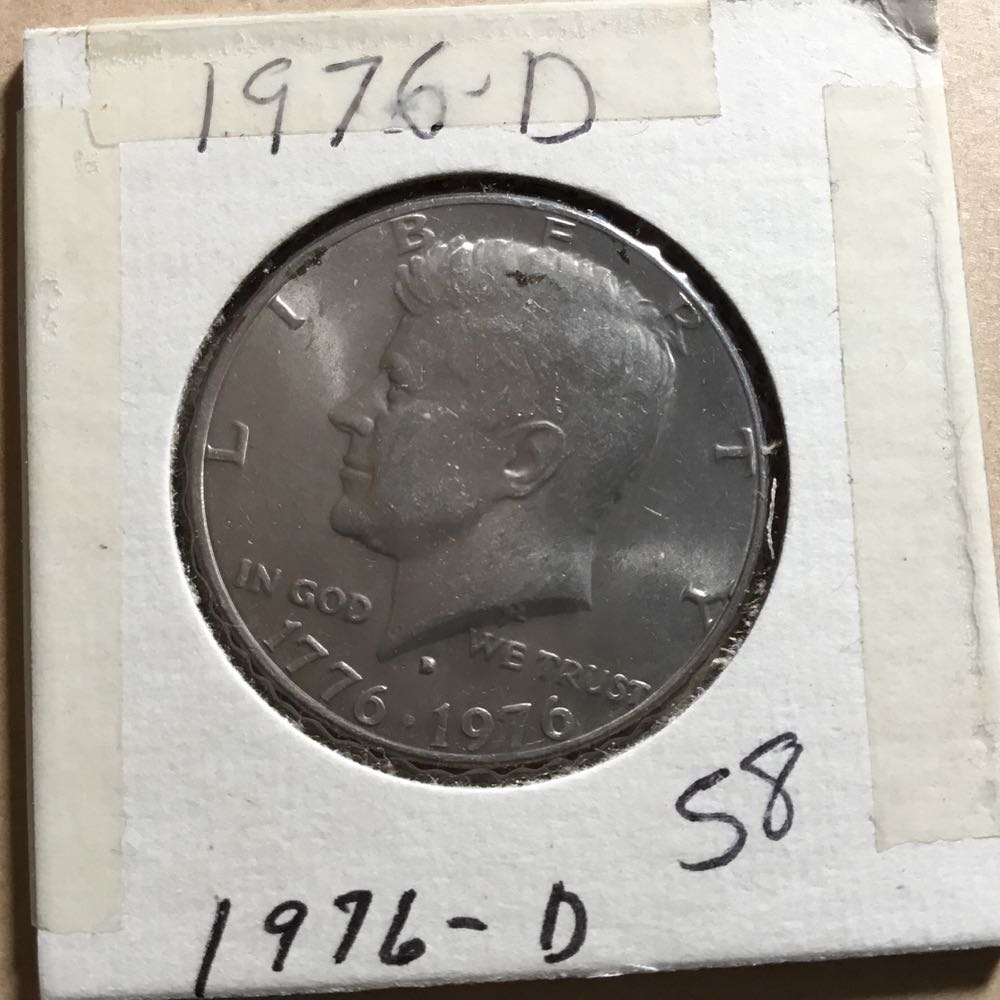 1976-D
LIBERTY
IN GOD
WE TRUST
D
1776·1976
58
1976-D